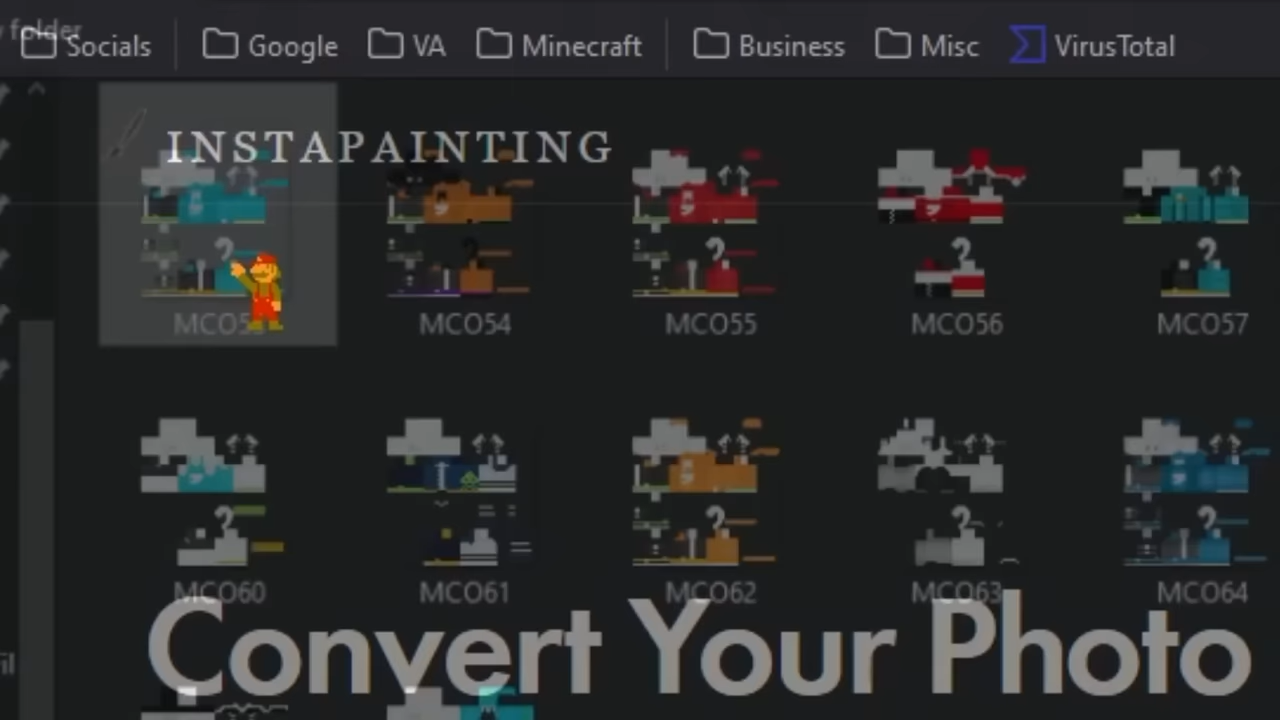 folder
Socials Google VA Minecraft Business Misc VirusTotal
INSTAPAINTING
MCO54 MCO55 MCO56 MCO57
MCO60 MCO61 MCO62 MCO63 MCO64
Convert Your Photo